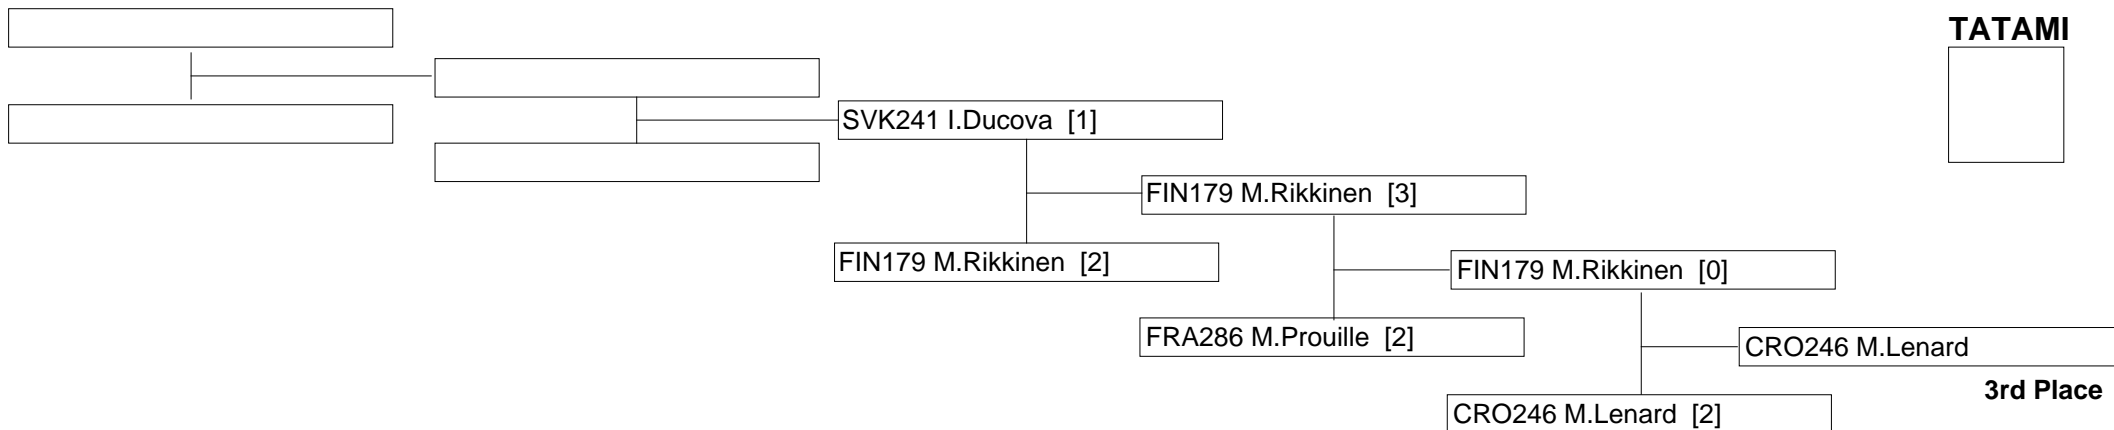 TATAMI
SVK241 I.Ducova [1]
FIN179 M.Rikkinen [3]
FIN179 M.Rikkinen [2]
FIN179 M.Rikkinen [0]
FRA286 M.Prouille [2]
CRO246 M.Lenard
3rd Place
CRO246 M.Lenard [2]